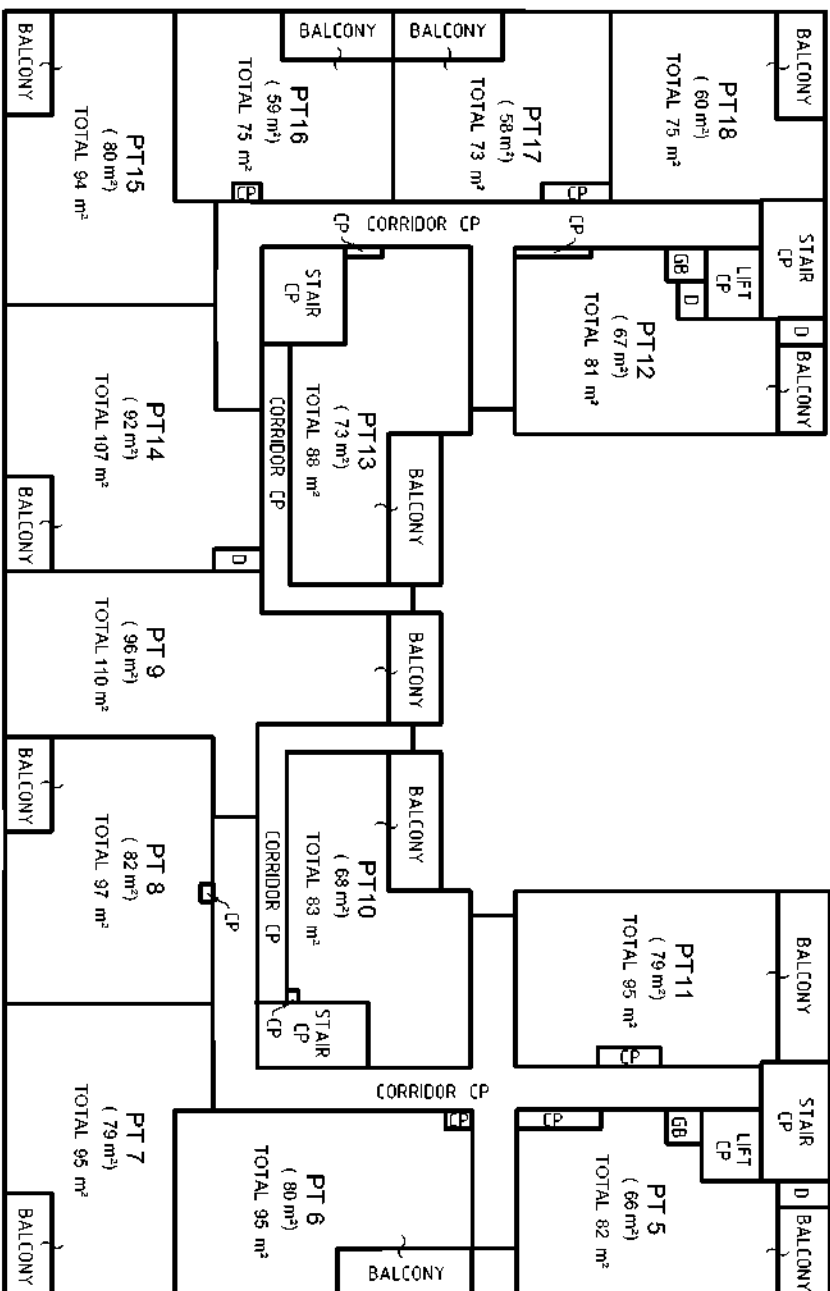 BALCONY
BALCONY
BALCONY
BALCONY
PT15
( 80 m²)
TOTAL 94 m²
PT16
( 59 m²)
TOTAL 75 m²
CP
PT17
( 58 m²)
TOTAL 73 m²
CP
PT18
( 60 m²)
TOTAL 75 m²
CP
CORRIDOR CP
CP
STAIR
CP
STAIR
CP
GB
D
LIFT
CP
D
BALCONY
PT12
( 67 m²)
TOTAL 81 m²
PT14
( 92 m²)
TOTAL 107 m²
BALCONY
D
CORRIDOR CP
PT13
( 73 m²)
TOTAL 88 m²
BALCONY
PT 9
( 96 m²)
TOTAL 110 m²
BALCONY
BALCONY
PT 8
( 82 m²)
TOTAL 97 m²
CP
CORRIDOR CP
PT10
( 68 m²)
TOTAL 83 m²
BALCONY
CP
STAIR
CP
PT11
( 79 m²)
TOTAL 95 m²
BALCONY
CP
CORRIDOR CP
STAIR
CP
PT 7
( 79 m²)
TOTAL 95 m²
BALCONY
PT 6
( 80 m²)
TOTAL 95 m²
CP
BALCONY
CP
GB
LIFT
CP
D
PT 5
( 66 m²)
TOTAL 82 m²
BALCONY